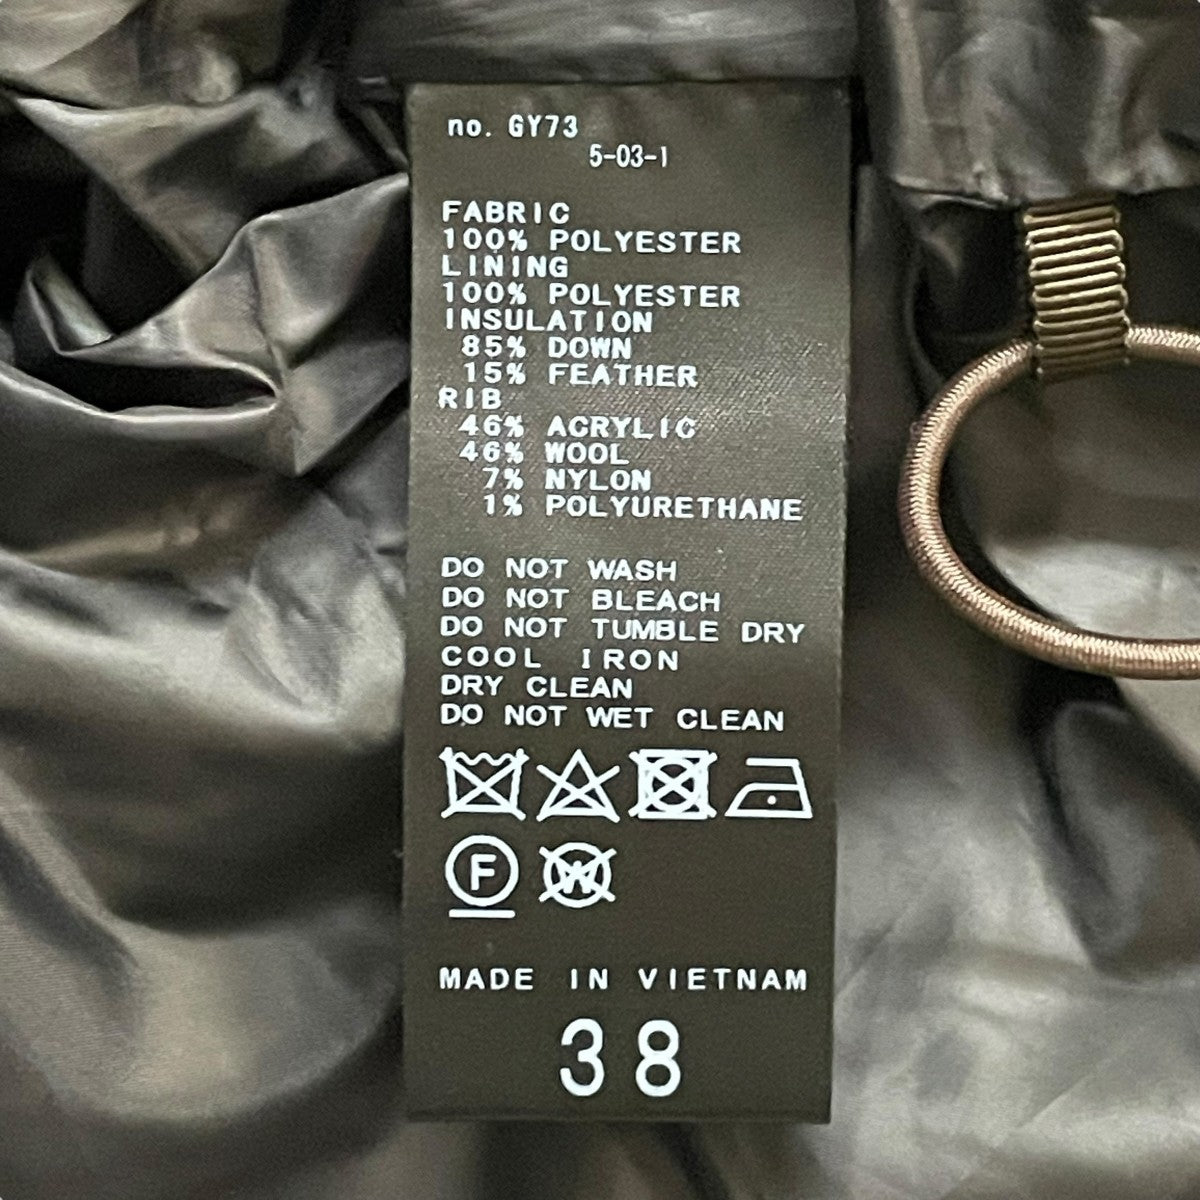 no. GY73
5-03-1
FABRIC
100% POLYESTER
LINING
100% POLYESTER
INSULATION
85% DOWN
15% FEATHER
RIB
46% ACRYLIC
46% WOOL
7% NYLON
1% POLYURETHANE
DO NOT WASH
DO NOT BLEACH
DO NOT TUMBLE DRY
COOL IRON
DRY CLEAN
DO NOT WET CLEAN
F W
MADE IN VIETNAM
38